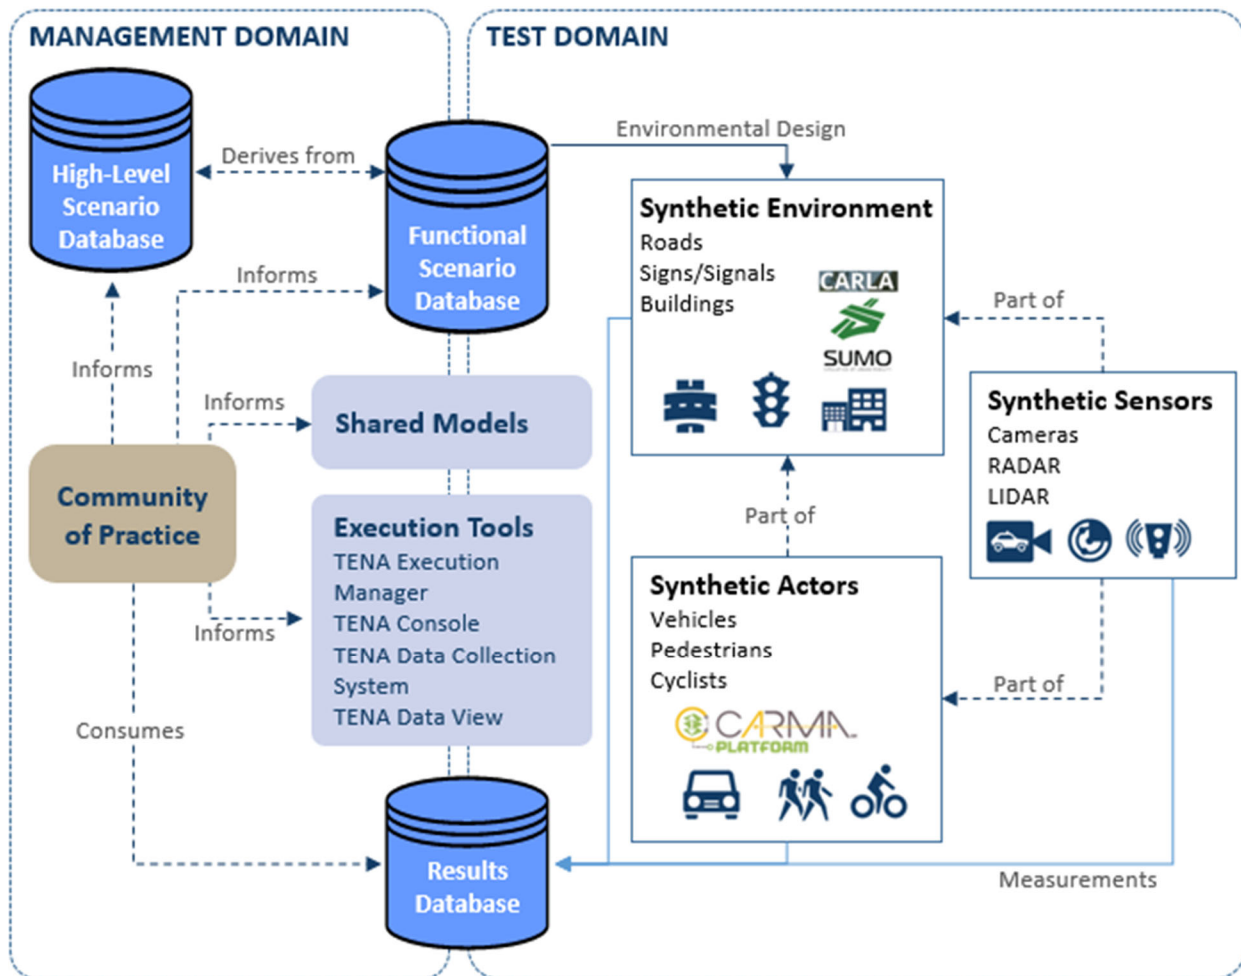 MANAGEMENT DOMAIN
TEST DOMAIN
High-Level
Scenario
Database
Derives from
Functional
Scenario
Database
Environmental Design
Synthetic Environment
Roads
Signs/Signals
Buildings
CARLA
SUMO
Part of
Informs
Informs
Informs
Shared Models
Synthetic Sensors
Cameras
RADAR
LIDAR
Community
of Practice
Execution Tools
TENA Execution
Manager
TENA Console
TENA Data Collection
System
TENA Data View
Informs
Part of
Synthetic Actors
Vehicles
Pedestrians
Cyclists
CARMA
PLATFORM
Part of
Consumes
Results
Database
Measurements